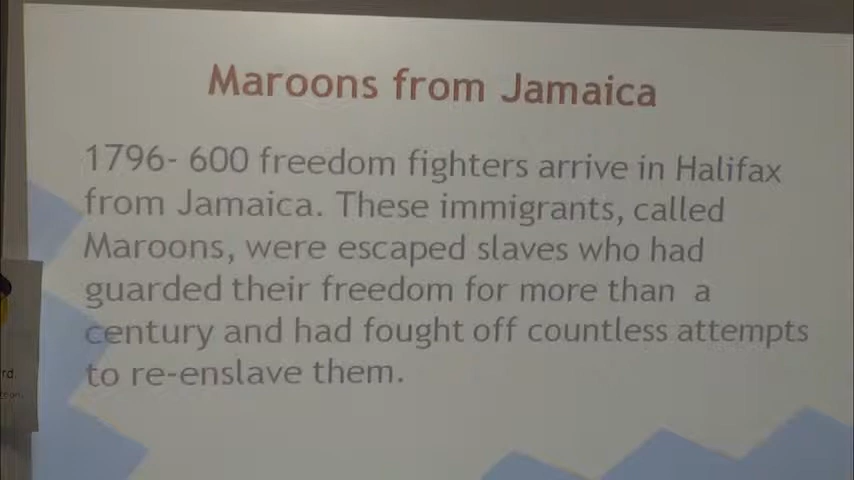 Maroons from Jamaica
1796- 600 freedom fighters arrive in Halifax
from Jamaica. These immigrants, called
Maroons, were escaped slaves who had
guarded their freedom for more than a
century and had fought off countless attempts
to re-enslave them.
rd